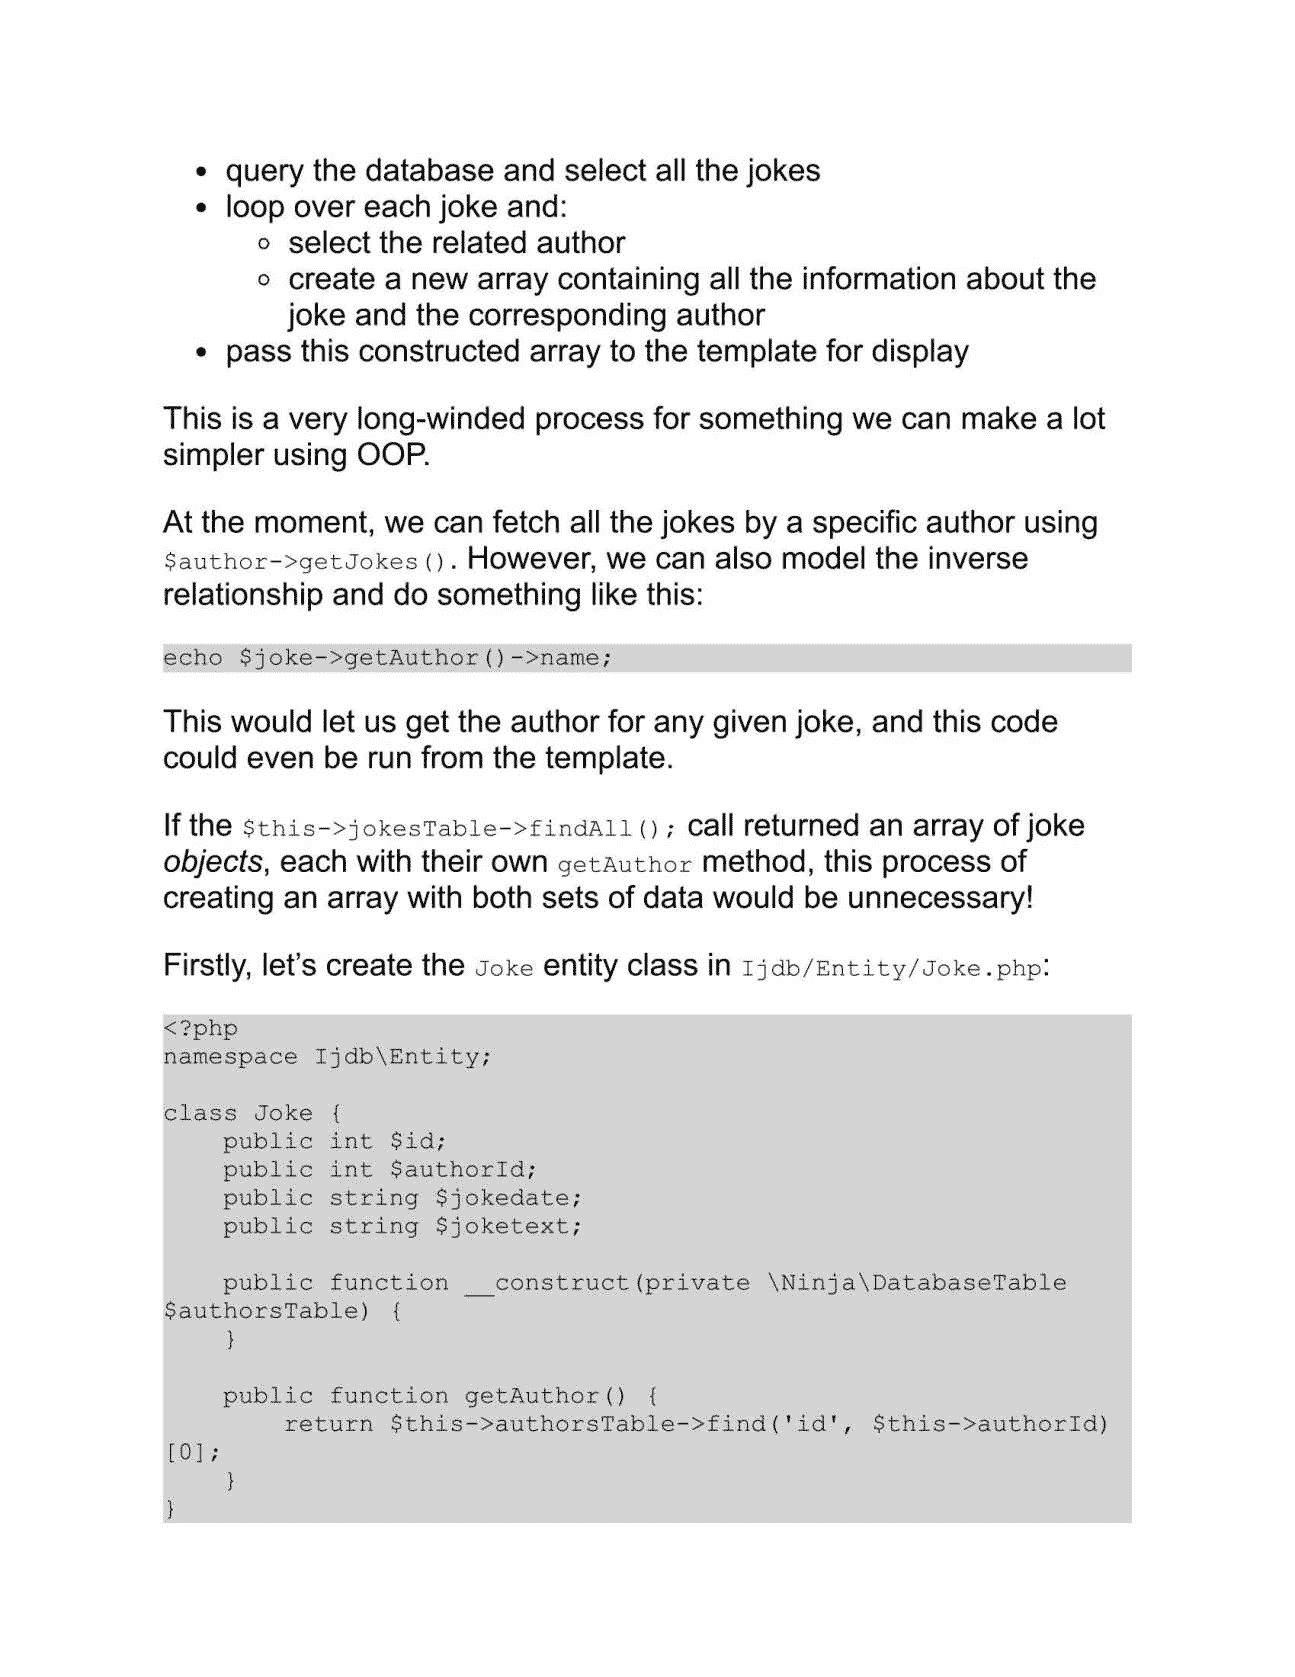 • query the database and select all the jokes
• loop over each joke and:
○ select the related author
○ create a new array containing all the information about the
joke and the corresponding author
• pass this constructed array to the template for display
This is a very long-winded process for something we can make a lot
simpler using OOP.
At the moment, we can fetch all the jokes by a specific author using
$author->getJokes(). However, we can also model the inverse
relationship and do something like this:
echo $joke->getAuthor()->name;
This would let us get the author for any given joke, and this code
could even be run from the template.
If the $this->jokesTable->findAll(); call returned an array of joke
objects, each with their own getAuthor method, this process of
creating an array with both sets of data would be unnecessary!
Firstly, let’s create the Joke entity class in Ijdb/Entity/Joke.php:
<?php
namespace Ijdb\Entity;
class Joke {
    public int $id;
    public int $authorId;
    public string $jokedate;
    public string $joketext;
    public function __construct(private \Ninja\DatabaseTable
$authorsTable) {
    }
    public function getAuthor() {
        return $this->authorsTable->find('id', $this->authorId)
[0];
    }
}